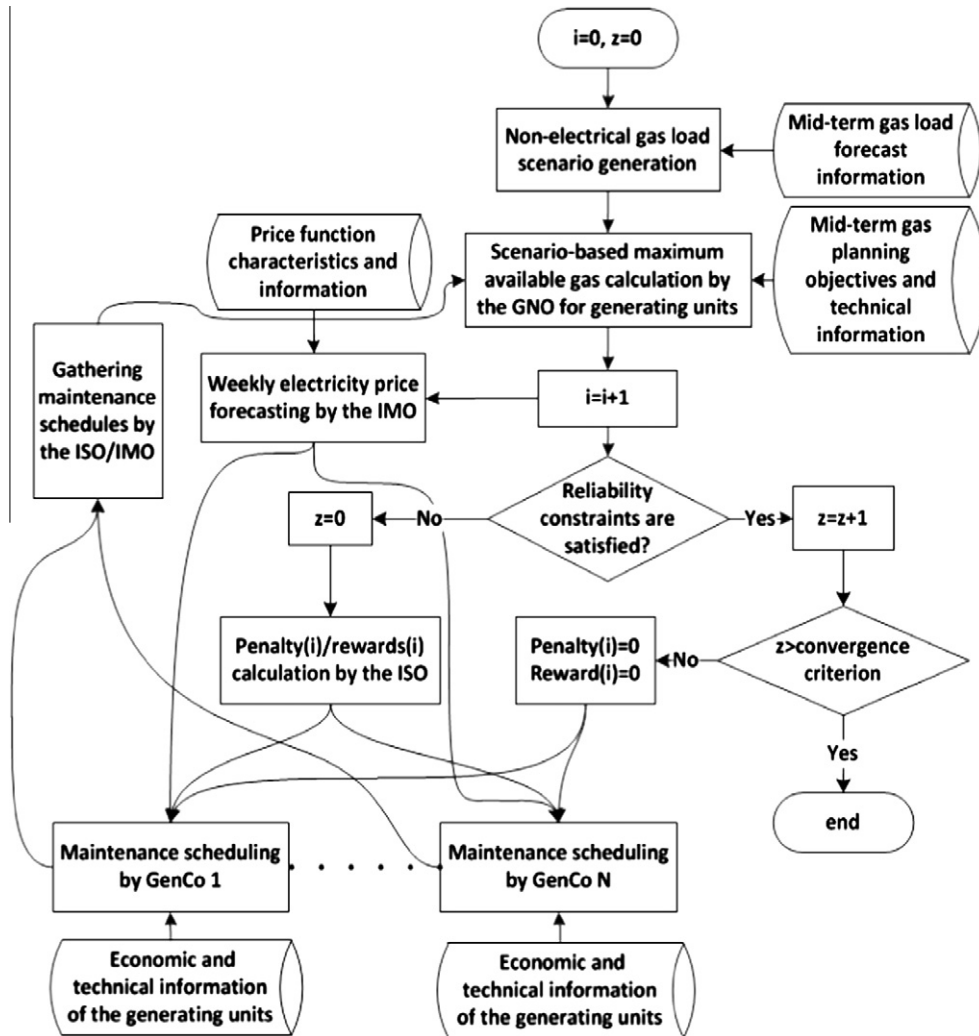 i=0, z=0
Non-electrical gas load
scenario generation
Mid-term gas load
forecast
information
Price function
characteristics and
information
Scenario-based maximum
available gas calculation by
the GNO for generating units
Mid-term gas
planning
objectives and
technical
information
Gathering
maintenance
schedules by
the ISO/IMO
Weekly electricity price
forecasting by the IMO
i=i+1
Reliability
constraints are
satisfied?
No
Yes
z=0
z=z+1
Penalty(i)/rewards(i)
calculation by the ISO
Penalty(i)=0
Reward(i)=0
No
z>convergence
criterion
Yes
end
Maintenance scheduling
by GenCo 1
. . . . . .
Maintenance scheduling
by GenCo N
Economic and
technical information
of the generating units
Economic and
technical information
of the generating units